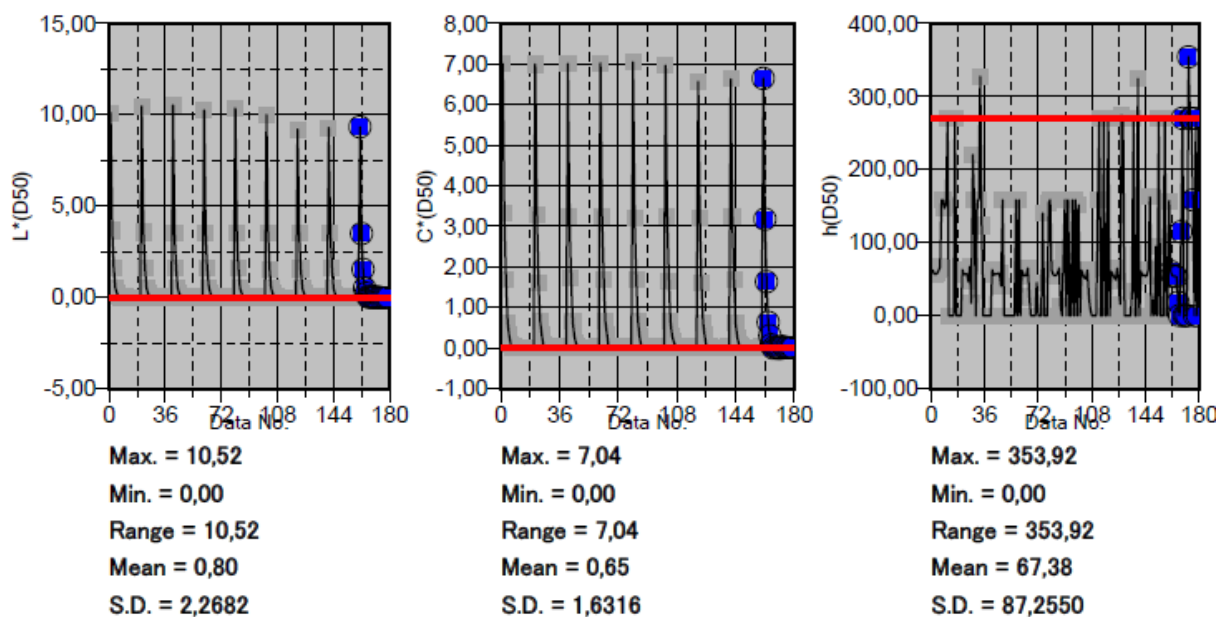 15,00
10,00
5,00
0,00
-5,00
L*(D50)
0 36 72 108 144 180
Data No.
Max. = 10,52
Min. = 0,00
Range = 10,52
Mean = 0,80
S.D. = 2,2682
8,00
7,00
6,00
5,00
4,00
3,00
2,00
1,00
0,00
-1,00
C*(D50)
0 36 72 108 144 180
Data No.
Max. = 7,04
Min. = 0,00
Range = 7,04
Mean = 0,65
S.D. = 1,6316
400,00
300,00
200,00
100,00
0,00
-100,00
h(D50)
0 36 72 108 144 180
Data No.
Max. = 353,92
Min. = 0,00
Range = 353,92
Mean = 67,38
S.D. = 87,2550